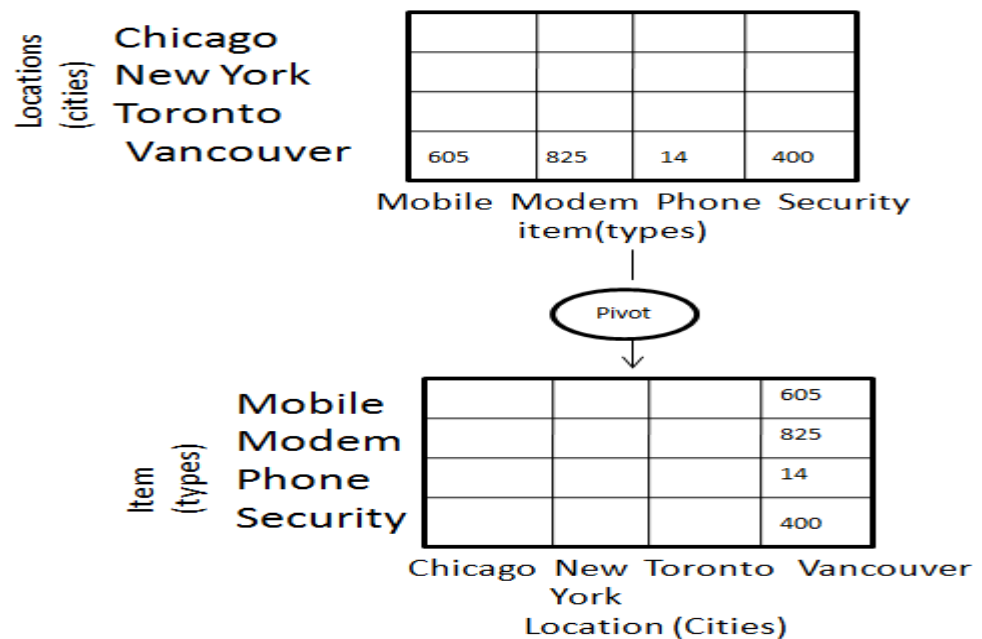 Locations
(cities)
Chicago
New York
Toronto
Vancouver
605 825 14 400
Mobile Modem Phone Security
item(types)
Pivot
Item
(types)
Mobile
Modem
Phone
Security
605
825
14
400
Chicago New Toronto Vancouver
York
Location (Cities)